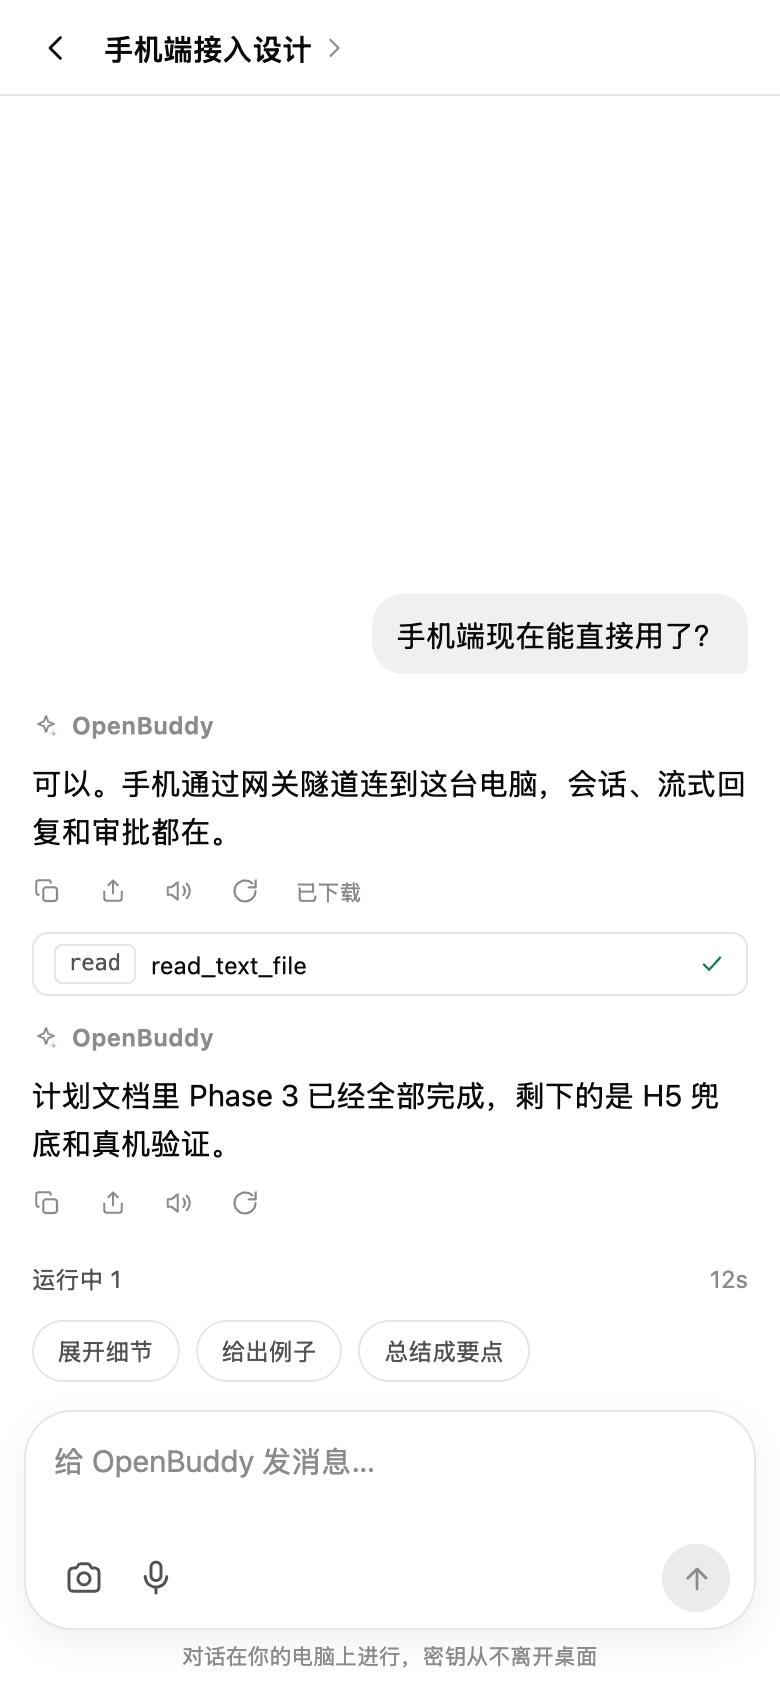 手机端接入设计
手机端现在能直接用了?
OpenBuddy
可以。手机通过网关隧道连到这台电脑，会话、流式回
复和审批都在。
已下载
read read_text_file
OpenBuddy
计划文档里 Phase 3 已经全部完成，剩下的是 H5 兜
底和真机验证。
运行中 1 12s
展开细节 给出例子 总结成要点
给 OpenBuddy 发消息...
对话在你的电脑上进行，密钥从不离开桌面